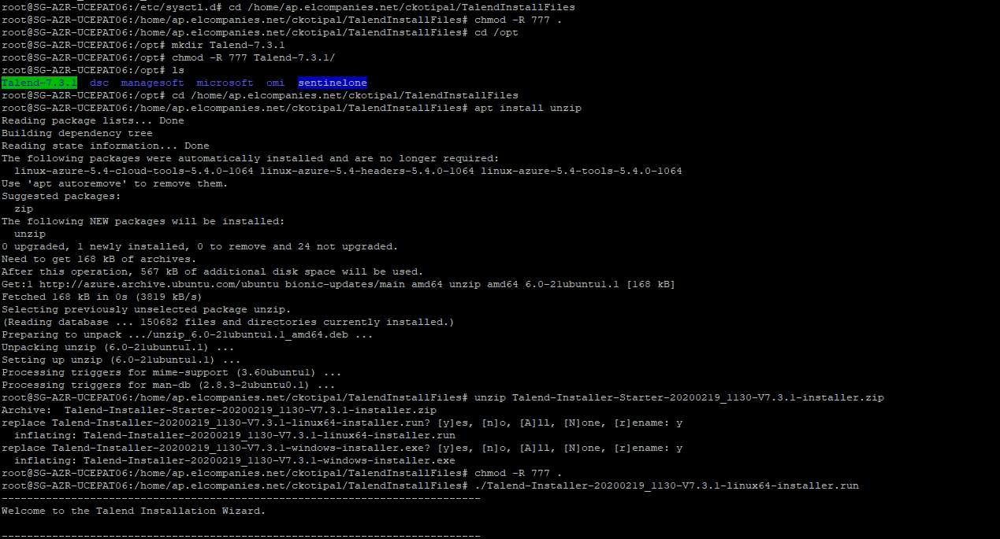 root@SG-AZR-UCEPAT06:/etc/sysctl.d# cd /home/ap.elcompanies.net/ckotipal/TalendInstallFiles
root@SG-AZR-UCEPAT06:/home/ap.elcompanies.net/ckotipal/TalendInstallFiles# chmod -R 777 .
root@SG-AZR-UCEPAT06:/home/ap.elcompanies.net/ckotipal/TalendInstallFiles# cd /opt
root@SG-AZR-UCEPAT06:/opt# mkdir Talend-7.3.1
root@SG-AZR-UCEPAT06:/opt# chmod -R 777 Talend-7.3.1/
root@SG-AZR-UCEPAT06:/opt# ls
Talend-7.3.1  dsc  managesoft  microsoft  omi  sentinelone
root@SG-AZR-UCEPAT06:/opt# cd /home/ap.elcompanies.net/ckotipal/TalendInstallFiles
root@SG-AZR-UCEPAT06:/home/ap.elcompanies.net/ckotipal/TalendInstallFiles# apt install unzip
Reading package lists... Done
Building dependency tree
Reading state information... Done
The following packages were automatically installed and are no longer required:
  linux-azure-5.4-cloud-tools-5.4.0-1064 linux-azure-5.4-headers-5.4.0-1064 linux-azure-5.4-tools-5.4.0-1064
Use 'apt autoremove' to remove them.
Suggested packages:
  zip
The following NEW packages will be installed:
  unzip
0 upgraded, 1 newly installed, 0 to remove and 24 not upgraded.
Need to get 168 kB of archives.
After this operation, 567 kB of additional disk space will be used.
Get:1 http://azure.archive.ubuntu.com/ubuntu bionic-updates/main amd64 unzip amd64 6.0-21ubuntu1.1 [168 kB]
Fetched 168 kB in 0s (3819 kB/s)
Selecting previously unselected package unzip.
(Reading database ... 150682 files and directories currently installed.)
Preparing to unpack .../unzip_6.0-21ubuntu1.1_amd64.deb ...
Unpacking unzip (6.0-21ubuntu1.1) ...
Setting up unzip (6.0-21ubuntu1.1) ...
Processing triggers for mime-support (3.60ubuntu1) ...
Processing triggers for man-db (2.8.3-2ubuntu0.1) ...
root@SG-AZR-UCEPAT06:/home/ap.elcompanies.net/ckotipal/TalendInstallFiles# unzip Talend-Installer-Starter-20200219_1130-V7.3.1-installer.zip
Archive:  Talend-Installer-Starter-20200219_1130-V7.3.1-installer.zip
replace Talend-Installer-20200219_1130-V7.3.1-linux64-installer.run? [y]es, [n]o, [A]ll, [N]one, [r]ename: y
  inflating: Talend-Installer-20200219_1130-V7.3.1-linux64-installer.run
replace Talend-Installer-20200219_1130-V7.3.1-windows-installer.exe? [y]es, [n]o, [A]ll, [N]one, [r]ename: y
  inflating: Talend-Installer-20200219_1130-V7.3.1-windows-installer.exe
root@SG-AZR-UCEPAT06:/home/ap.elcompanies.net/ckotipal/TalendInstallFiles# chmod -R 777 .
root@SG-AZR-UCEPAT06:/home/ap.elcompanies.net/ckotipal/TalendInstallFiles# ./Talend-Installer-20200219_1130-V7.3.1-linux64-installer.run
----------------------------------------------------------------------------
Welcome to the Talend Installation Wizard.
----------------------------------------------------------------------------